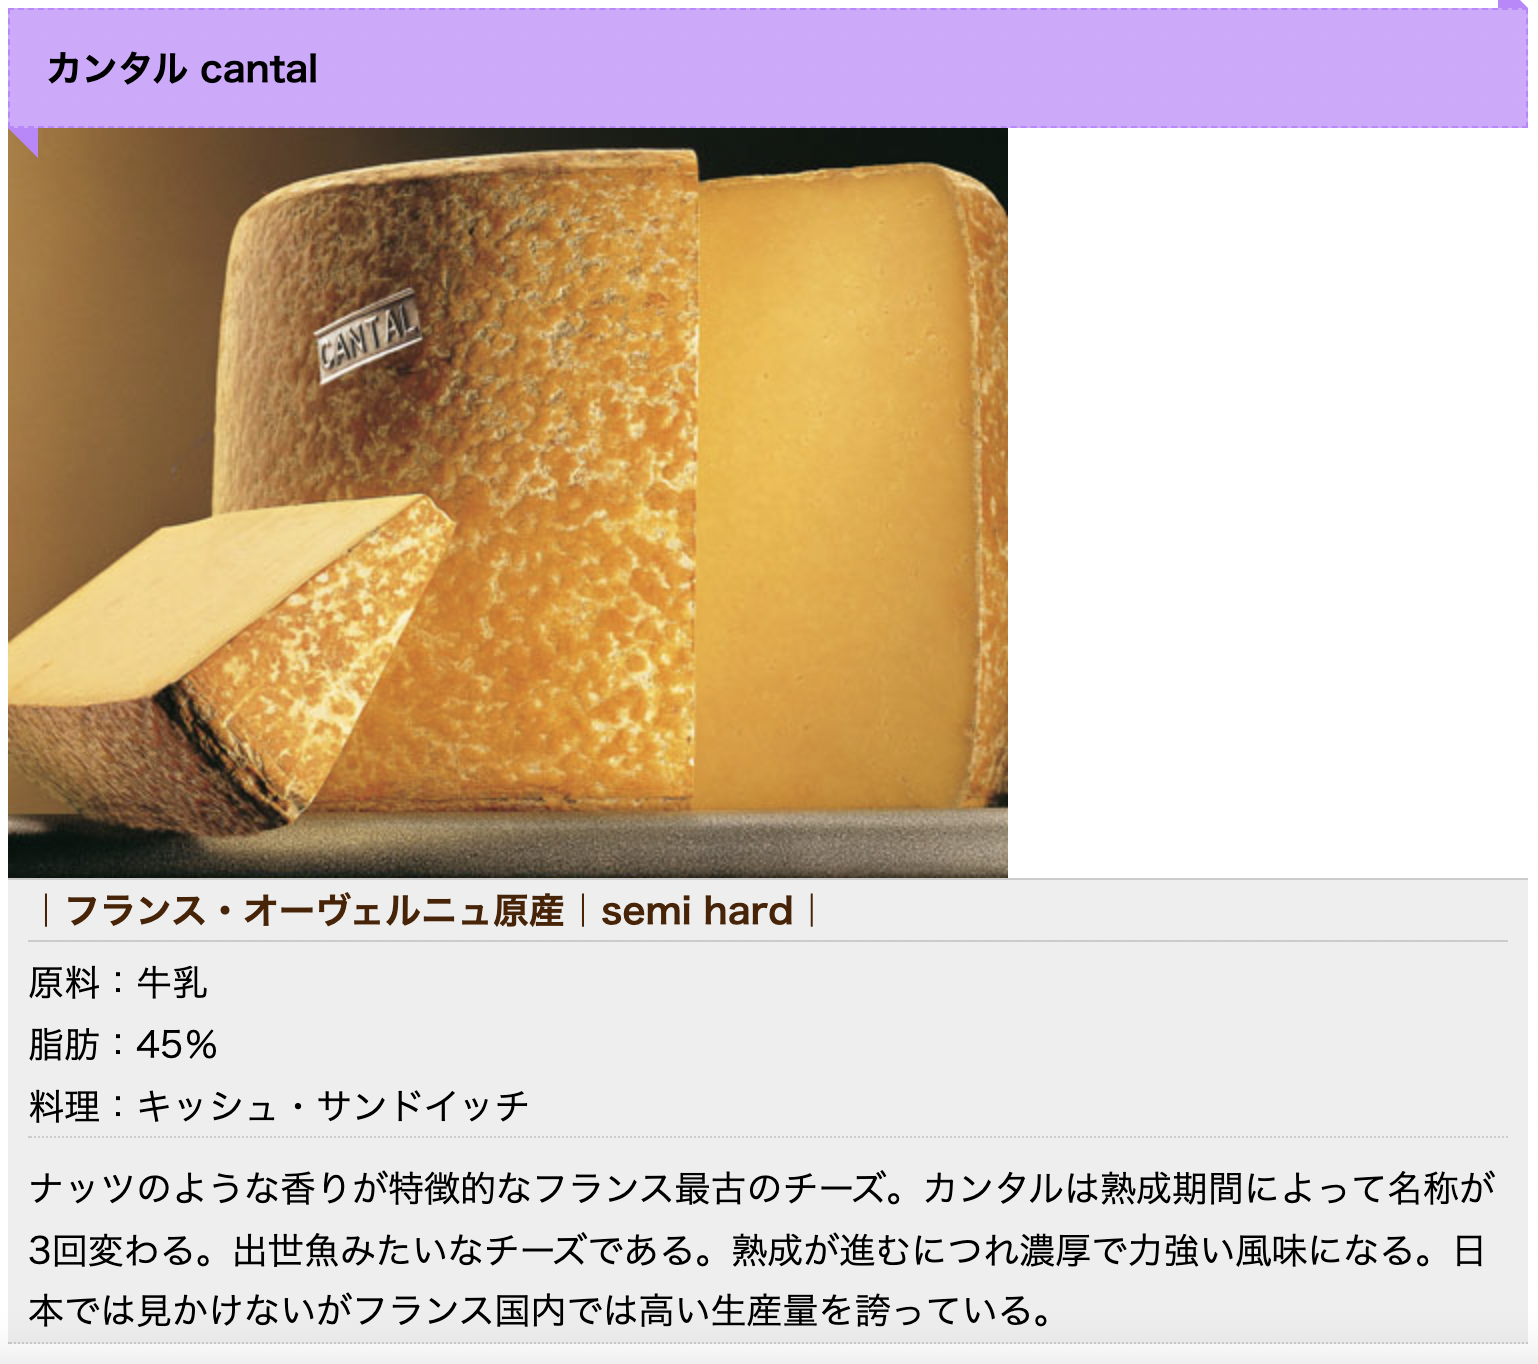 カンタル cantal
CANTAL
｜フランス・オーヴェルニュ原産｜semi hard｜
原料：牛乳
脂肪：45%
料理：キッシュ・サンドイッチ
ナッツのような香りが特徴的なフランス最古のチーズ。カンタルは熟成期間によって名称が
3回変わる。出世魚みたいなチーズである。熟成が進むにつれ濃厚で力強い風味になる。日
本では見かけないがフランス国内では高い生産量を誇っている。